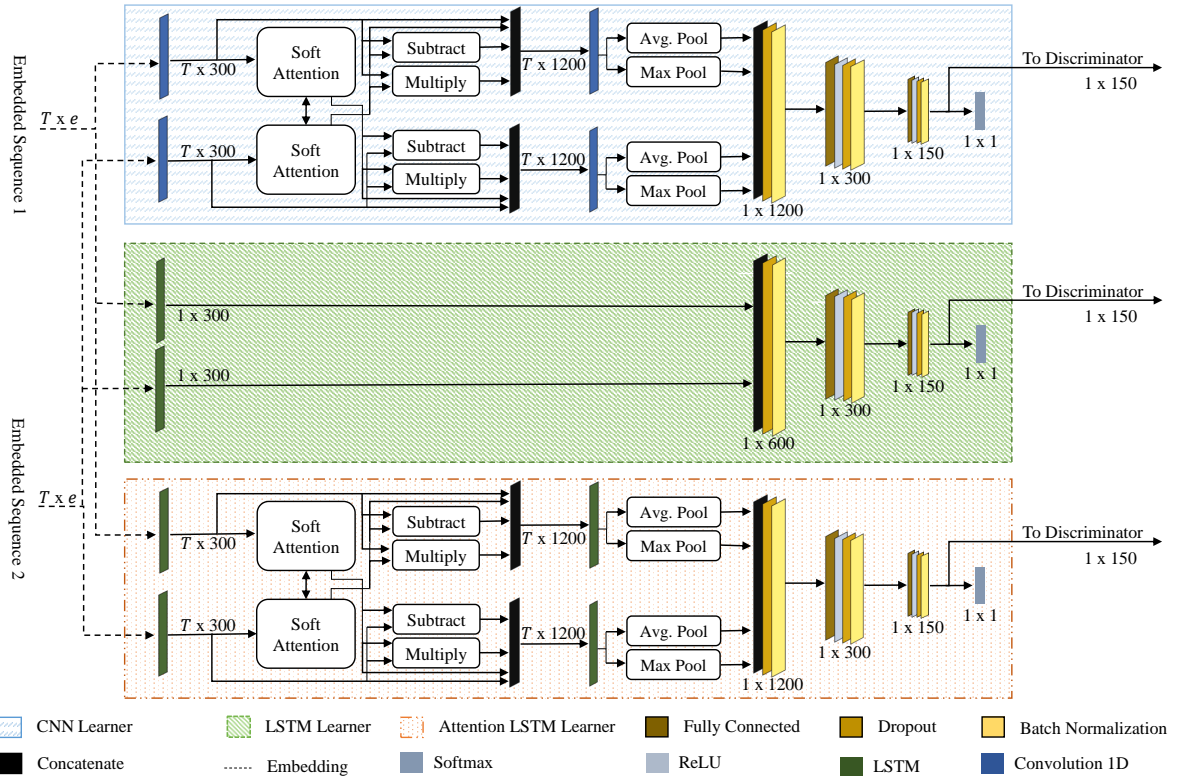 Embedded Sequence 1
T x e
Embedded Sequence 2
T x e
T x 300
Soft
Attention
Subtract
Multiply
T x 1200
Avg. Pool
Max Pool
T x 300
Soft
Attention
Subtract
Multiply
T x 1200
Avg. Pool
Max Pool
1 x 1200
1 x 300
1 x 150
1 x 1
To Discriminator
1 x 150
1 x 300
1 x 300
1 x 600
1 x 300
1 x 150
1 x 1
To Discriminator
1 x 150
T x 300
Soft
Attention
Subtract
Multiply
T x 1200
Avg. Pool
Max Pool
T x 300
Soft
Attention
Subtract
Multiply
T x 1200
Avg. Pool
Max Pool
1 x 1200
1 x 300
1 x 150
1 x 1
To Discriminator
1 x 150
CNN Learner
LSTM Learner
Attention LSTM Learner
Fully Connected
Dropout
Batch Normalization
Concatenate
Embedding
Softmax
ReLU
LSTM
Convolution 1D